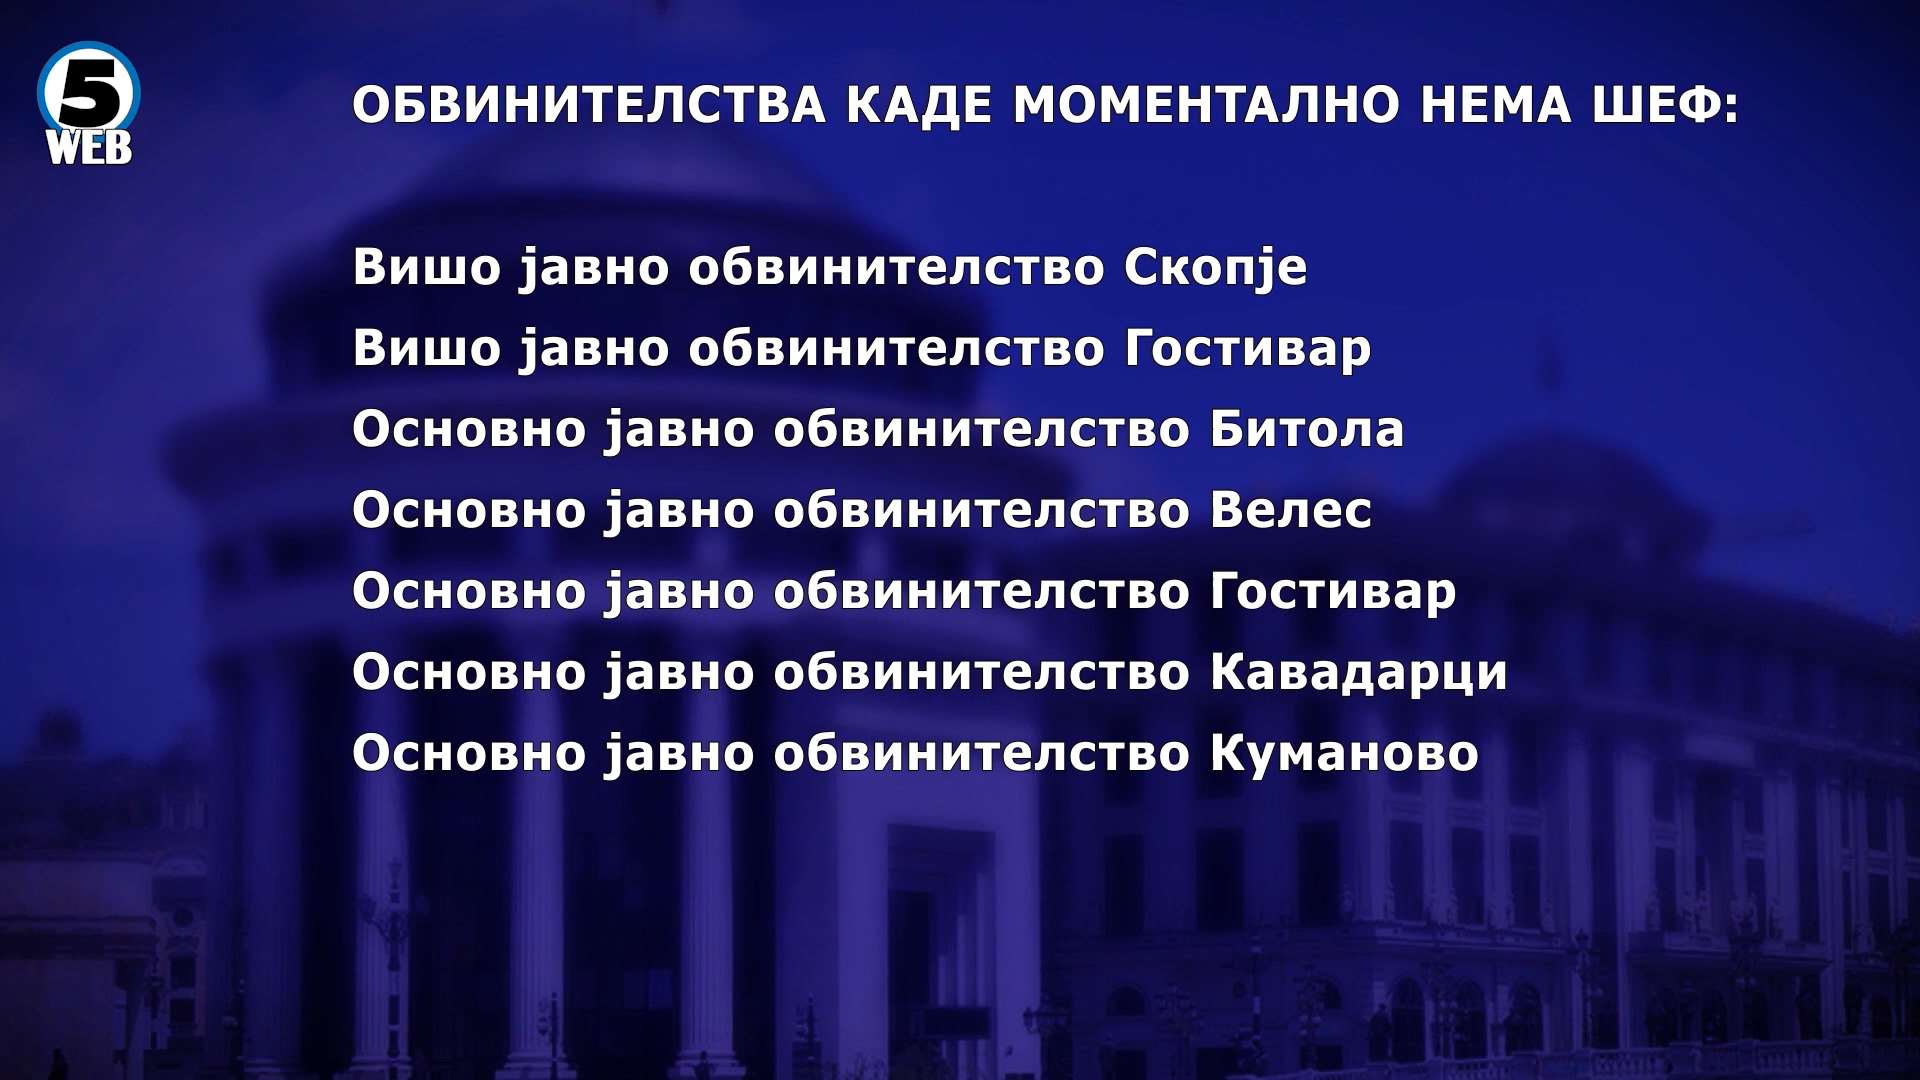 5
WEB
ОБВИНИТЕЛСТВА КАДЕ МОМЕНТАЛНО НЕМА ШЕФ:
Вишо јавно обвинителство Скопје
Вишо јавно обвинителство Гостивар
Основно јавно обвинителство Битола
Основно јавно обвинителство Велес
Основно јавно обвинителство Гостивар
Основно јавно обвинителство Кавадарци
Основно јавно обвинителство Куманово